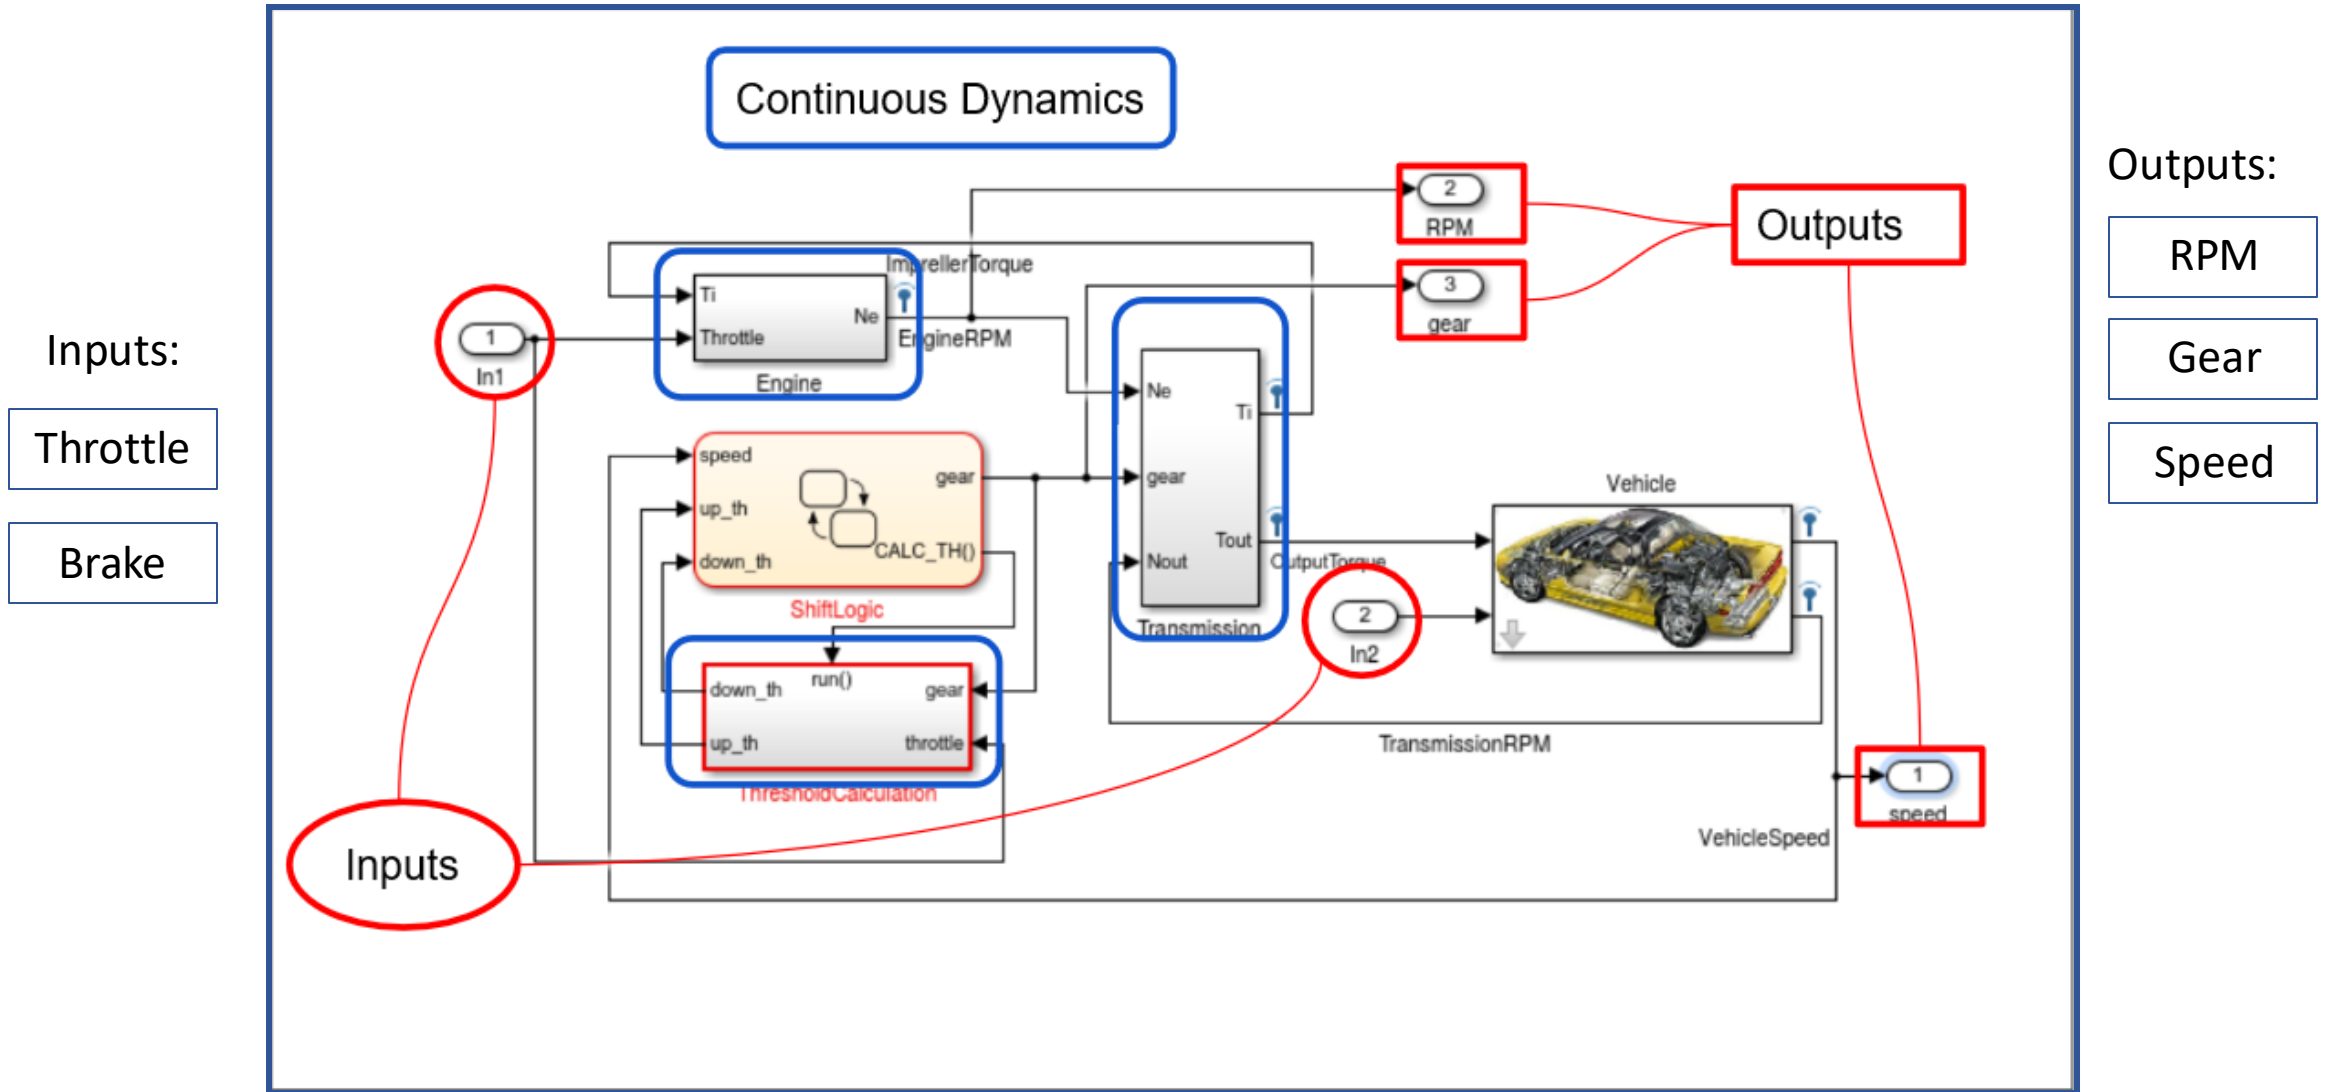 Continuous Dynamics
Outputs:
2
RPM
Outputs
RPM
ImprellerTorque
3
gear
Gear
Ti
Ne
Throttle
EngineRPM
Engine
1
In1
Inputs:
Throttle
Brake
Speed
Ne
Ti
gear
Tout
Nout
Transmission
OutputTorque
speed
gear
up_th
CALC_TH()
down_th
ShiftLogic
Vehicle
2
In2
run()
down_th
gear
up_th
throttle
ThresholdCalculation
TransmissionRPM
1
speed
VehicleSpeed
Inputs